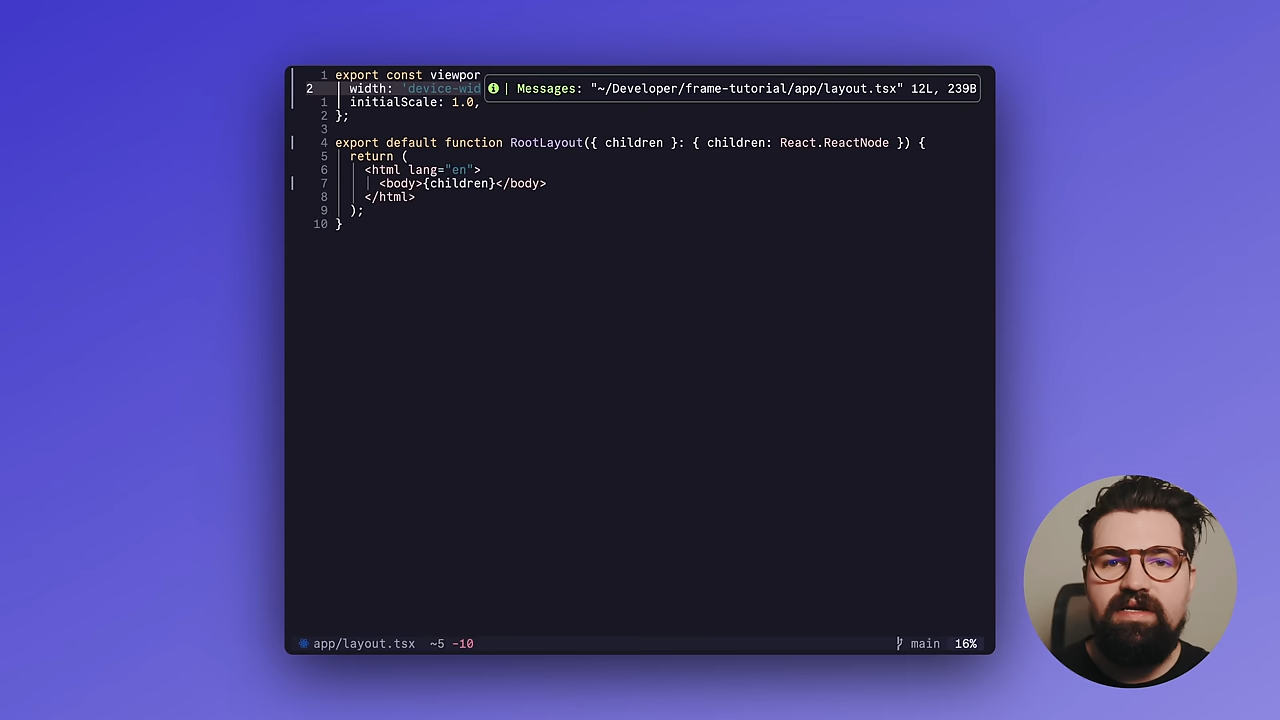 1 export const viewpor
2 width: 'device-wid
1 initialScale: 1.0,
2 };
3
4 export default function RootLayout({ children }: { children: React.ReactNode }) {
5 return (
6 <html lang="en">
7 <body>{children}</body>
8 </html>
9 );
10 }
| Messages: "~/Developer/frame-tutorial/app/layout.tsx" 12L, 239B
app/layout.tsx ~5 -10
main 16%